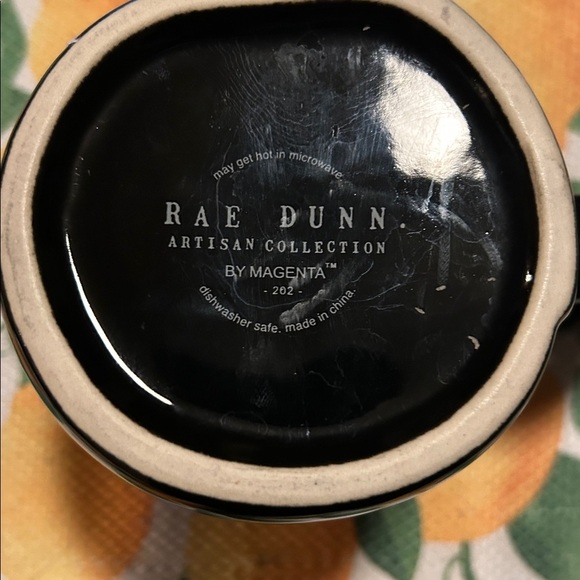 may get hot in microwave.
RAE DUNN.
ARTISAN COLLECTION
BY MAGENTA™
- 202 -
dishwasher safe. made in china.